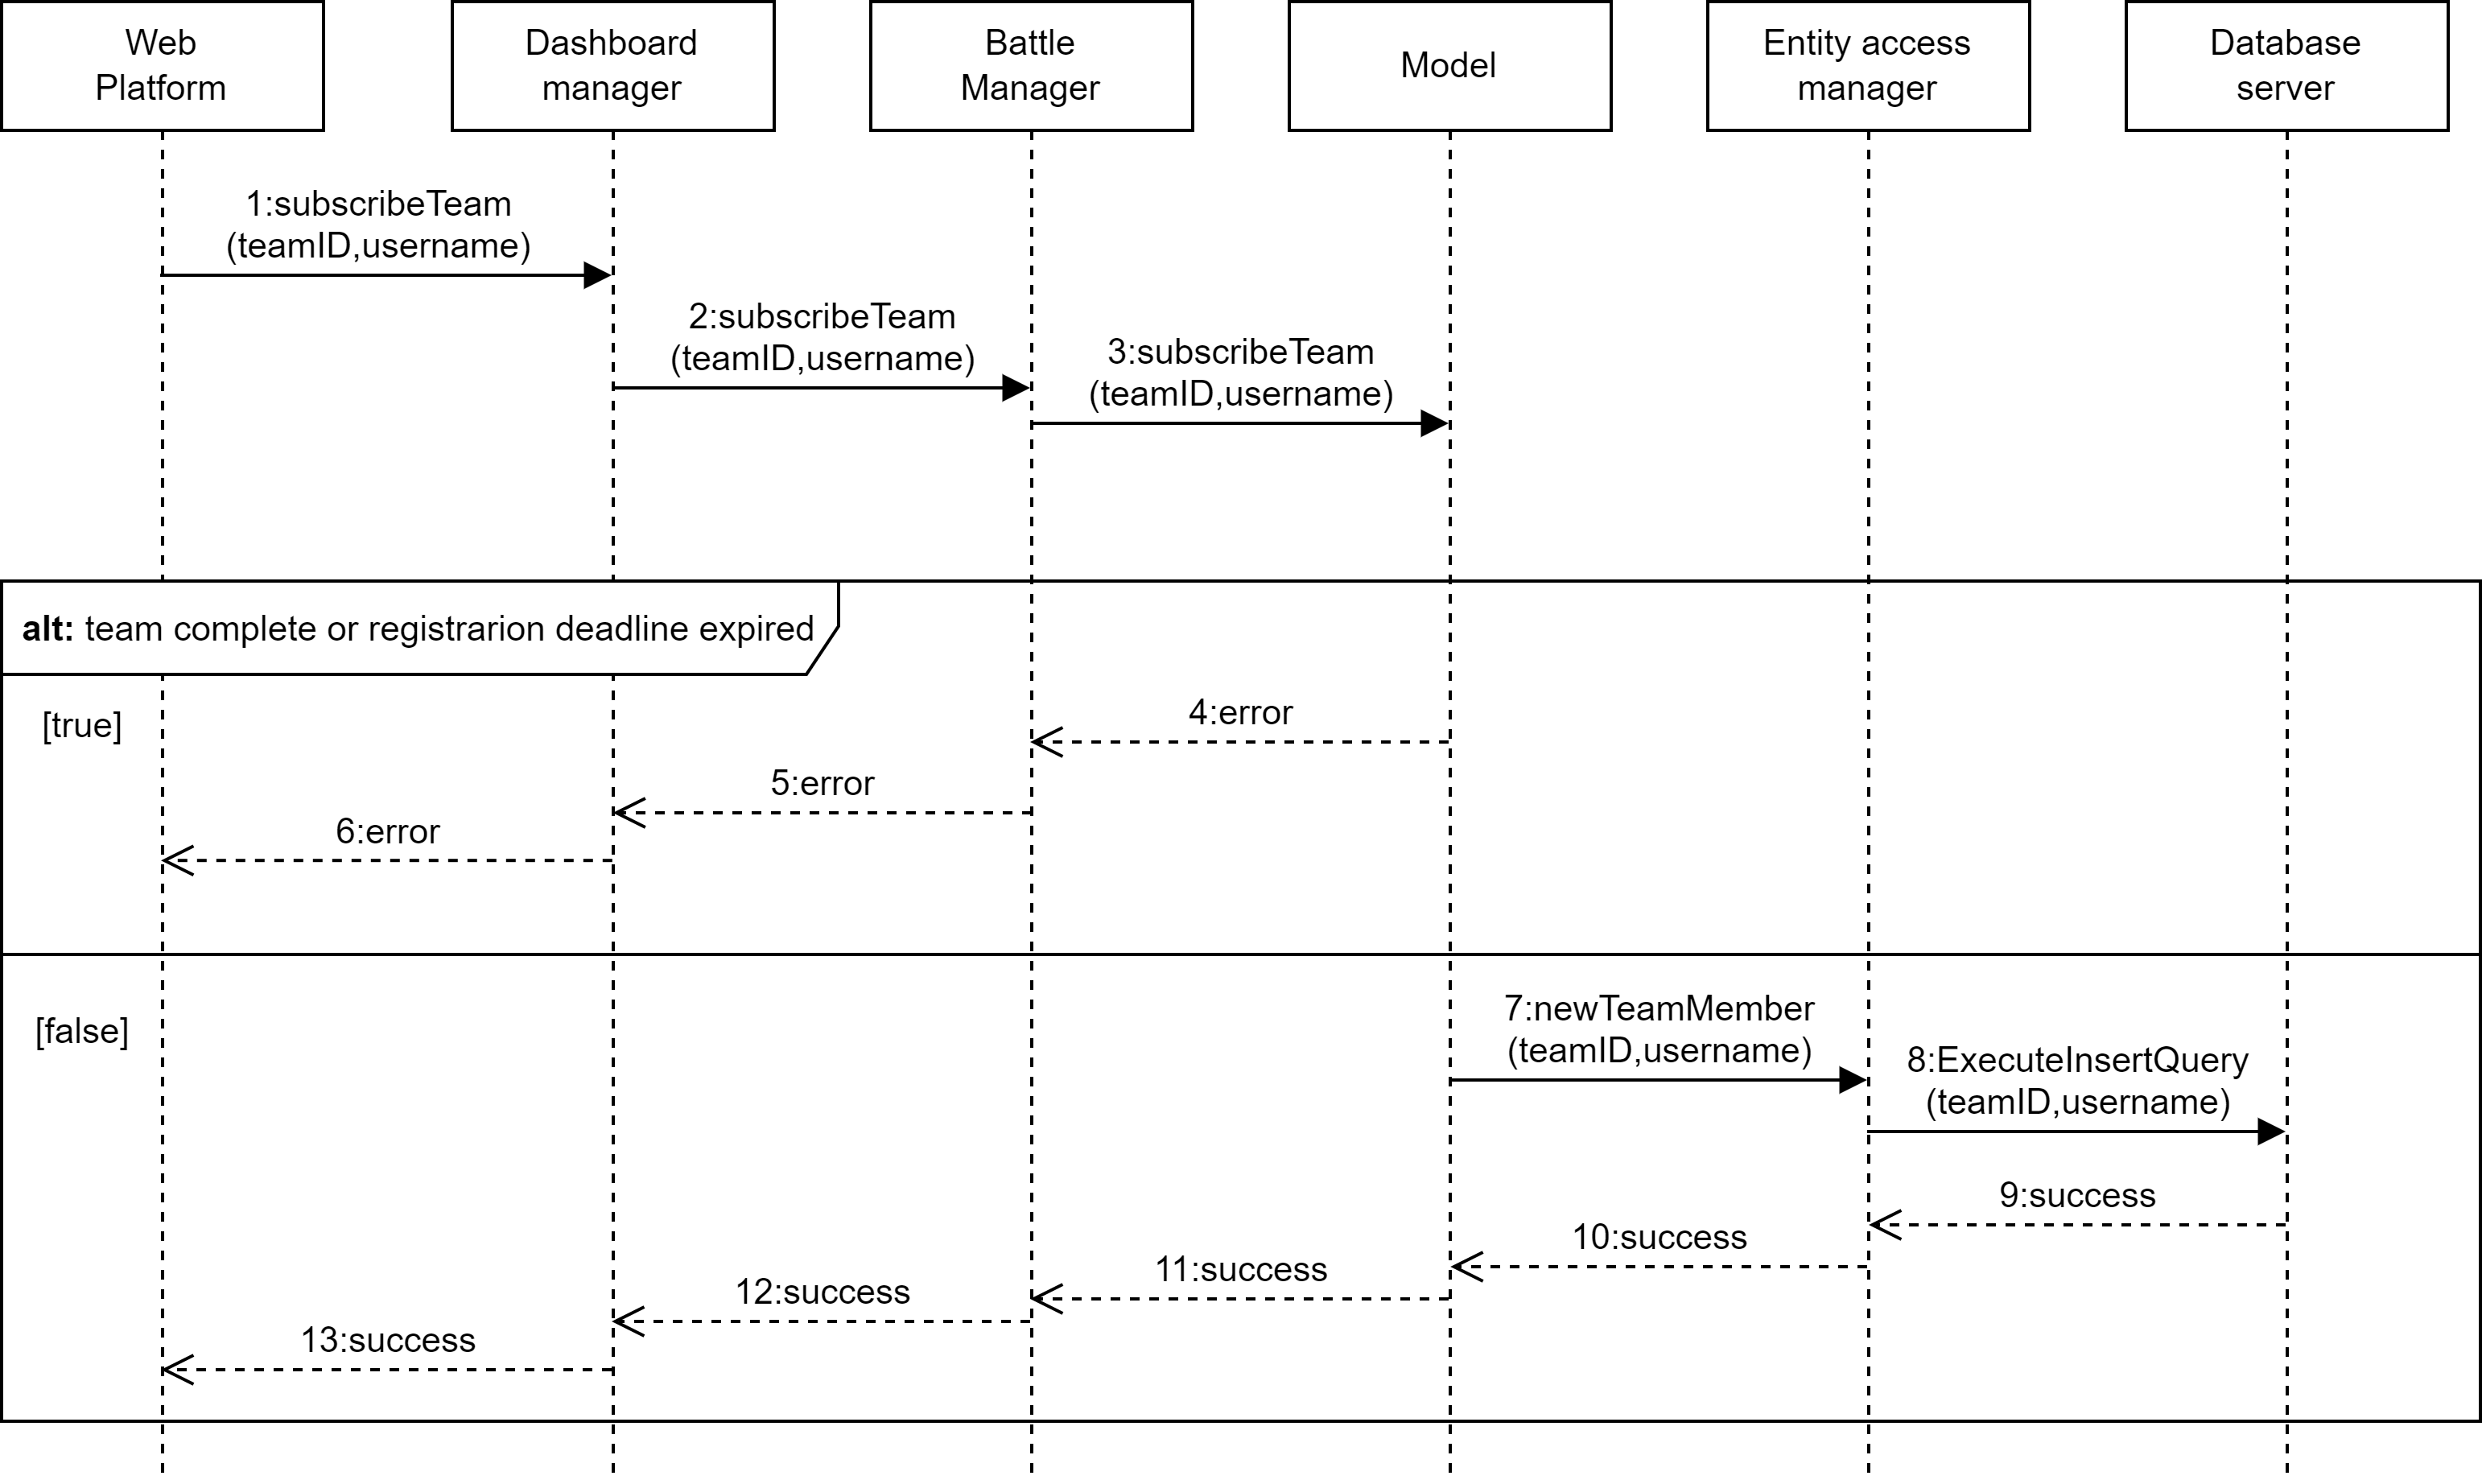 Web
Platform
Dashboard
manager
Battle
Manager
Model
Entity access
manager
Database
server
1:subscribeTeam
(teamID,username)
2:subscribeTeam
(teamID,username)
3:subscribeTeam
(teamID,username)
alt: team complete or registrarion deadline expired
[true]
4:error
5:error
6:error
[false]
7:newTeamMember
(teamID,username)
8:ExecuteInsertQuery
(teamID,username)
9:success
10:success
11:success
12:success
13:success